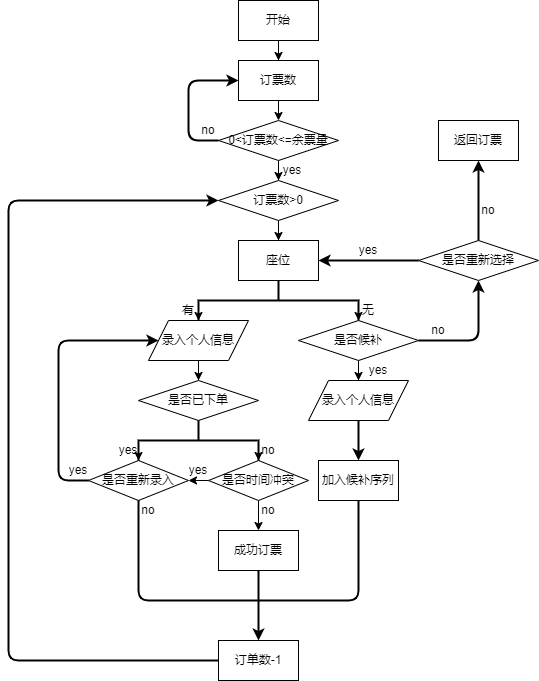 开始
订票数
no
0<订票数<=余票量
返回订票
yes
订票数>0
no
yes
座位
是否重新选择
有
无
录入个人信息
是否候补
no
yes
是否已下单
录入个人信息
yes
no
yes
是否重新录入
yes
是否时间冲突
加入候补序列
no
no
成功订票
订单数-1